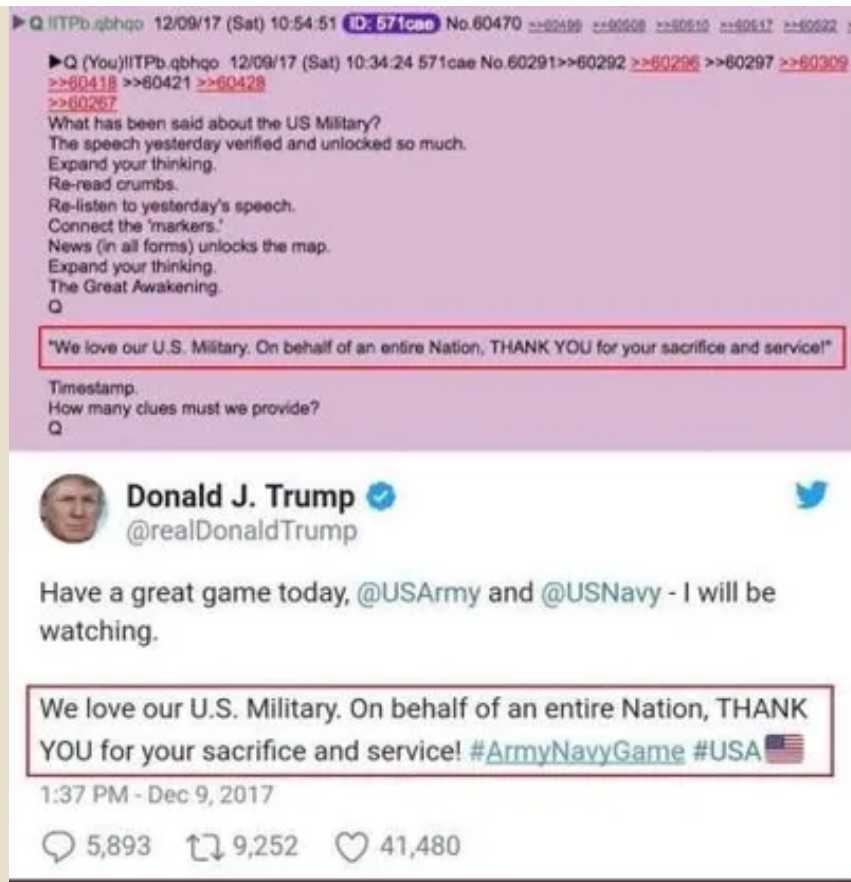 ▶Q !ITPb.qbhqo 12/09/17 (Sat) 10:54:51 ID: 571cae No.60470 >>60496 >>60508 >>60510 >>60517 >>60522
▶Q (You)!ITPb.qbhqo 12/09/17 (Sat) 10:34:24 571cae No.60291>>60292 >>60296 >>60297 >>60309
>>60418 >>60421 >>60428
>>60267
What has been said about the US Military?
The speech yesterday verified and unlocked so much.
Expand your thinking.
Re-read crumbs.
Re-listen to yesterday's speech.
Connect the 'markers.'
News (in all forms) unlocks the map.
Expand your thinking.
The Great Awakening.
Q
"We love our U.S. Military. On behalf of an entire Nation, THANK YOU for your sacrifice and service!"
Timestamp.
How many clues must we provide?
Q
Donald J. Trump
@realDonaldTrump
Have a great game today, @USArmy and @USNavy - I will be
watching.
We love our U.S. Military. On behalf of an entire Nation, THANK
YOU for your sacrifice and service! #ArmyNavyGame #USA🇺🇸
1:37 PM - Dec 9, 2017
5,893 9,252 41,480